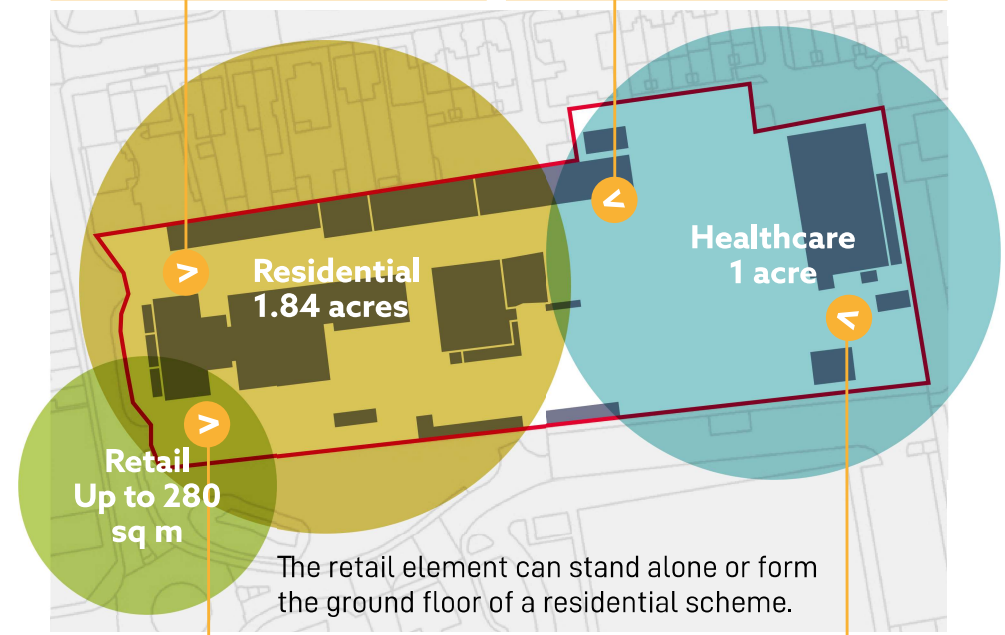 Residential
1.84 acres
Healthcare
1 acre
Retail
Up to 280
sq m
The retail element can stand alone or form
the ground floor of a residential scheme.